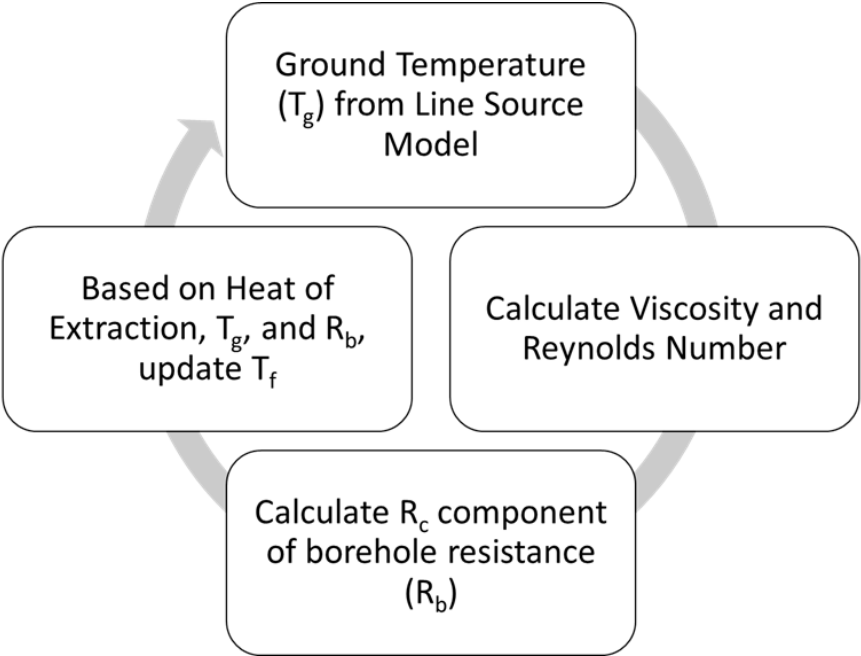 Ground Temperature
(Tg) from Line Source
Model
Calculate Viscosity and
Reynolds Number
Calculate Rc component
of borehole resistance
(Rb)
Based on Heat of
Extraction, Tg, and Rb,
update Tf